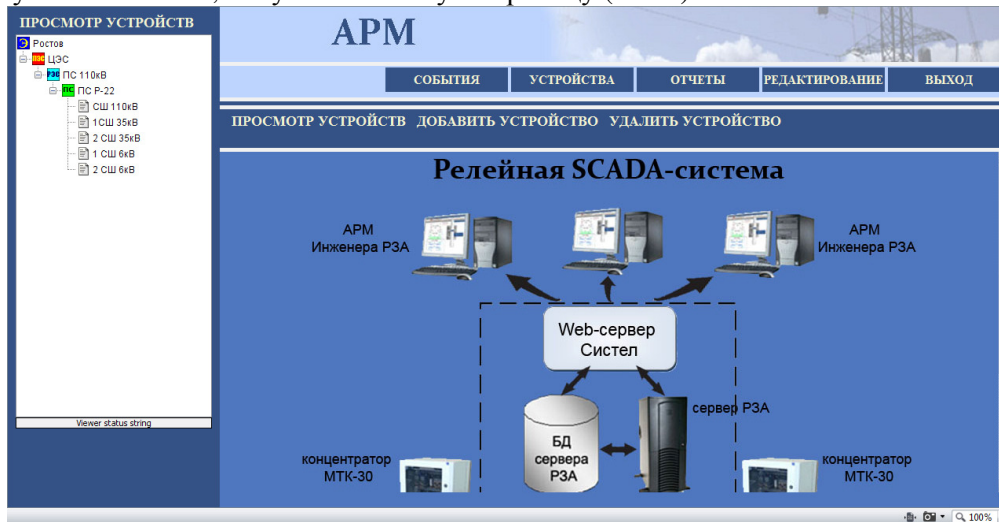 ПРОСМОТР УСТРОЙСТВ
Ростов
ПЭС ЦЭС
РЭС ПС 110кВ
ПС ПС Р-22
СШ 110кВ
1СШ 35кВ
2 СШ 35кВ
1 СШ 6кВ
2 СШ 6кВ
Viewer status string
АРМ
СОБЫТИЯ УСТРОЙСТВА ОТЧЕТЫ РЕДАКТИРОВАНИЕ ВЫХОД
ПРОСМОТР УСТРОЙСТВ ДОБАВИТЬ УСТРОЙСТВО УДАЛИТЬ УСТРОЙСТВО
Релейная SCADA-система
АРМ
Инженера РЗА
АРМ
Инженера РЗА
Web-сервер
Систел
сервер РЗА
БД
сервера
РЗА
концентратор
МТК-30
концентратор
МТК-30
100%